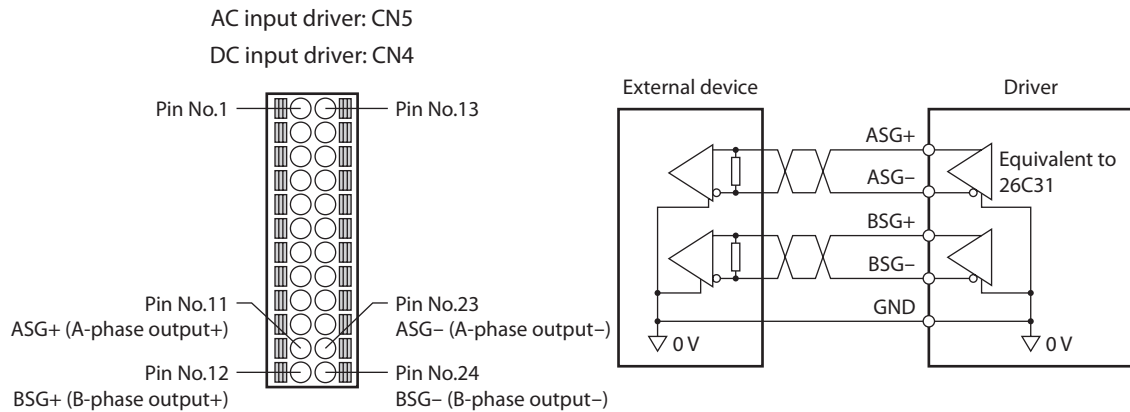 AC input driver: CN5
DC input driver: CN4
Pin No.1
Pin No.13
Pin No.11
ASG+ (A-phase output+)
Pin No.23
ASG− (A-phase output−)
Pin No.12
BSG+ (B-phase output+)
Pin No.24
BSG− (B-phase output−)
External device
Driver
ASG+
ASG−
Equivalent to
26C31
BSG+
BSG−
GND
0 V
0 V